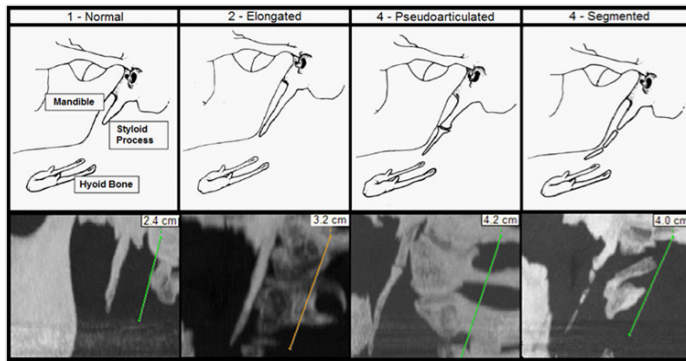 1 - Normal
2 - Elongated
4 - Pseudoarticulated
4 - Segmented
Mandible
Styloid
Process
Hyoid Bone
2.4 cm
3.2 cm
4.2 cm
4.0 cm